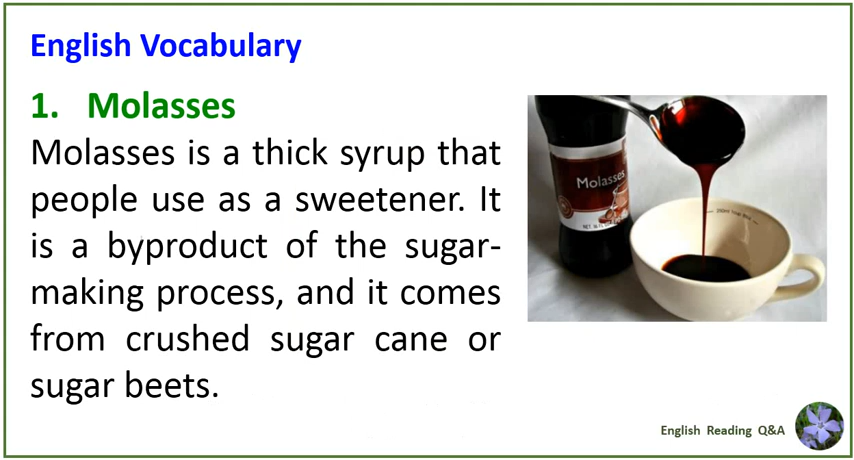 English Vocabulary
1. Molasses
Molasses is a thick syrup that
people use as a sweetener. It
is a byproduct of the sugar-
making process, and it comes
from crushed sugar cane or
sugar beets.
Molasses
English Reading Q&A